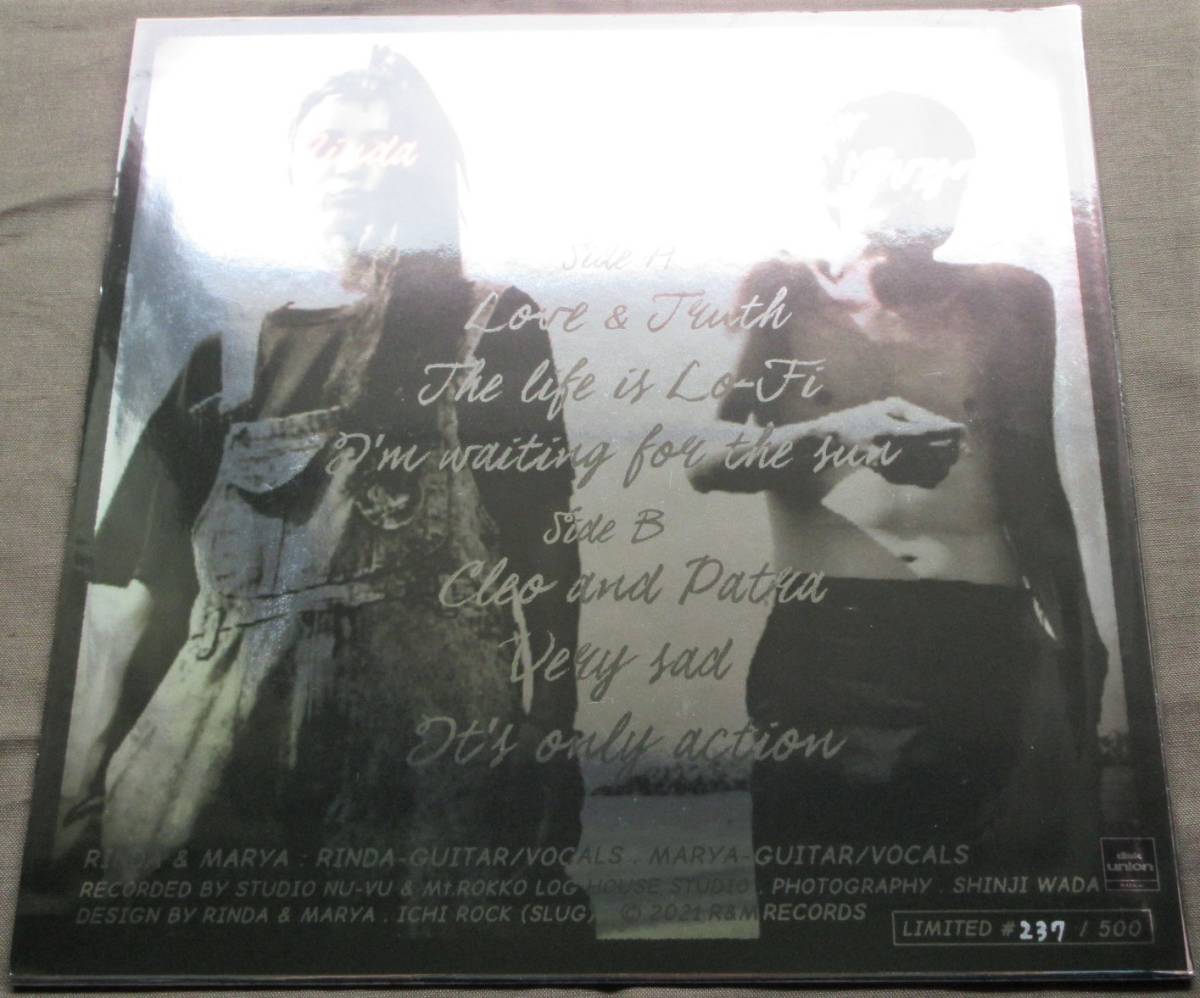 Rinda
Marya
Side A
Love & Truth
The life is Lo-Fi
I'm waiting for the sun
Side B
Cleo and Patra
Very sad
It's only action
RINDA & MARYA : RINDA-GUITAR/VOCALS . MARYA-GUITAR/VOCALS
RECORDED BY STUDIO NU-VU & Mt.ROKKO LOG HOUSE STUDIO . PHOTOGRAPHY . SHINJI WADA
DESIGN BY RINDA & MARYA . ICHI ROCK (SLUG) © 2021 R&M RECORDS
disk
union
LIMITED #237 / 500